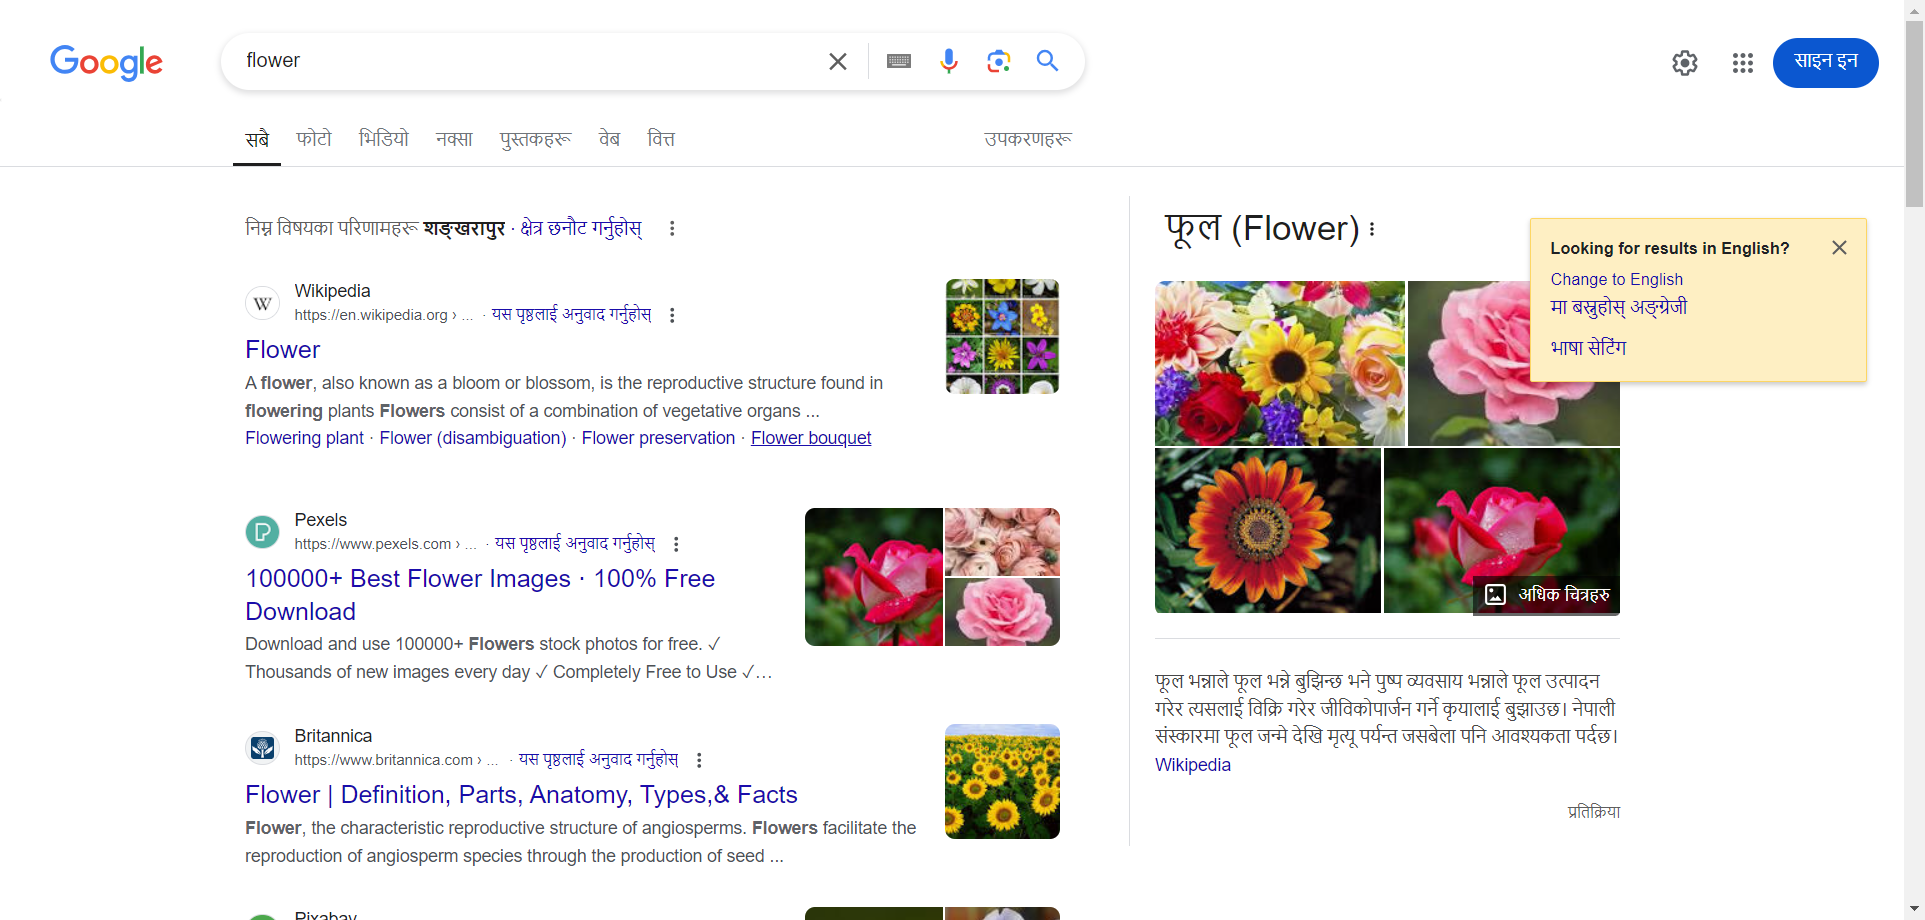 Google
flower
साइन इन
सबै
फोटो
भिडियो
नक्सा
पुस्तकहरू
वेब
वित्त
उपकरणहरू
निम्न विषयका परिणामहरू शङ्खरापुर · क्षेत्र छनौट गर्नुहोस्
W
Wikipedia
https://en.wikipedia.org › ... · यस पृष्ठलाई अनुवाद गर्नुहोस्
Flower
A flower, also known as a bloom or blossom, is the reproductive structure found in
flowering plants Flowers consist of a combination of vegetative organs ...
Flowering plant · Flower (disambiguation) · Flower preservation · Flower bouquet
Pexels
https://www.pexels.com › ... · यस पृष्ठलाई अनुवाद गर्नुहोस्
100000+ Best Flower Images · 100% Free
Download
Download and use 100000+ Flowers stock photos for free. ✓
Thousands of new images every day ✓ Completely Free to Use ✓...
Britannica
https://www.britannica.com › ... · यस पृष्ठलाई अनुवाद गर्नुहोस्
Flower | Definition, Parts, Anatomy, Types,& Facts
Flower, the characteristic reproductive structure of angiosperms. Flowers facilitate the
reproduction of angiosperm species through the production of seed ...
Pixabay
फूल (Flower)
Looking for results in English?
Change to English
मा बस्नुहोस् अङ्ग्रेजी
भाषा सेटिंग
अधिक चित्रहरु
फूल भन्नाले फूल भन्ने बुझिन्छ भने पुष्प व्यवसाय भन्नाले फूल उत्पादन
गरेर त्यसलाई विक्रि गरेर जीविकोपार्जन गर्ने कृयालाई बुझाउछ। नेपाली
संस्कारमा फूल जन्मे देखि मृत्यू पर्यन्त जसबेला पनि आवश्यकता पर्दछ।
Wikipedia
प्रतिक्रिया